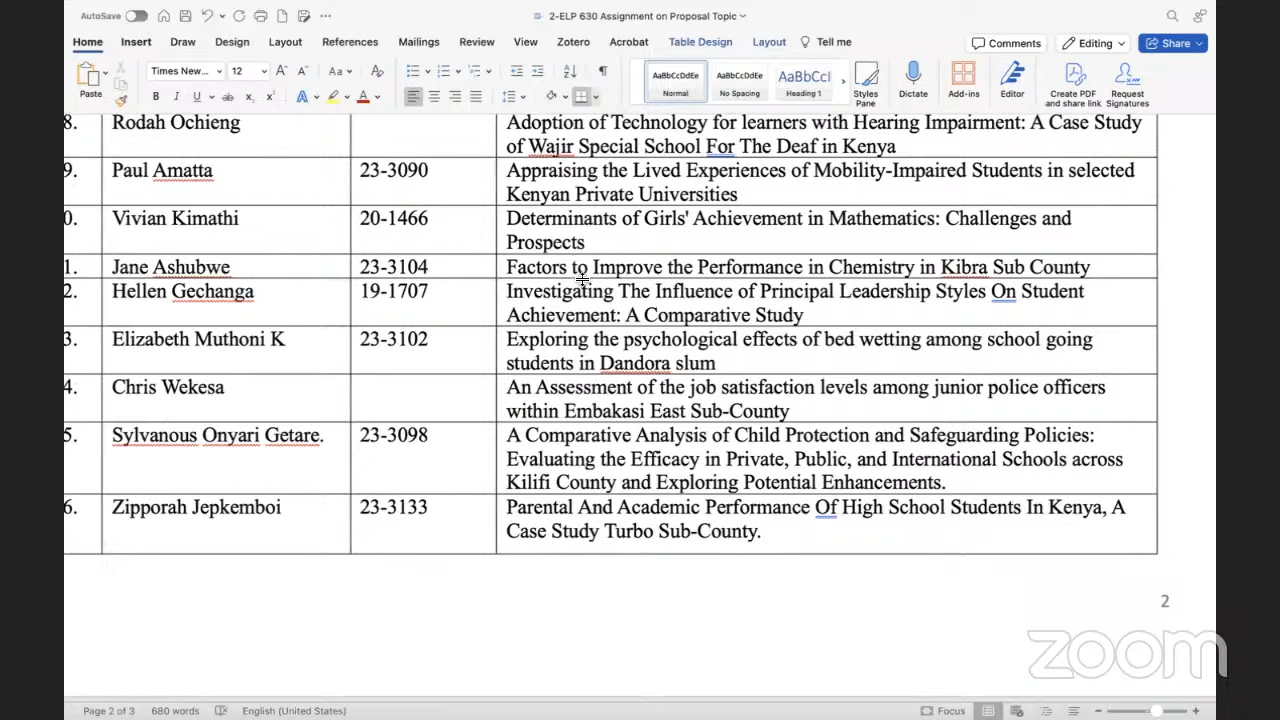 AutoSave
2-ELP 630 Assignment on Proposal Topic
Home Insert Draw Design Layout References Mailings Review View Zotero Acrobat Table Design Layout Tell me
Comments Editing Share
Paste
Times New... 12 Aa
B I U ab x2 x2 A A
AaBbCcDdEe AaBbCcDdEe AaBbCcI
Normal No Spacing Heading 1
Styles Pane
Dictate
Add-ins
Editor
Create PDF and share link
Request Signatures
8. Rodah Ochieng Adoption of Technology for learners with Hearing Impairment: A Case Study
of Wajir Special School For The Deaf in Kenya
9. Paul Amatta 23-3090 Appraising the Lived Experiences of Mobility-Impaired Students in selected
Kenyan Private Universities
0. Vivian Kimathi 20-1466 Determinants of Girls' Achievement in Mathematics: Challenges and
Prospects
1. Jane Ashubwe 23-3104 Factors to Improve the Performance in Chemistry in Kibra Sub County
2. Hellen Gechanga 19-1707 Investigating The Influence of Principal Leadership Styles On Student
Achievement: A Comparative Study
3. Elizabeth Muthoni K 23-3102 Exploring the psychological effects of bed wetting among school going
students in Dandora slum
4. Chris Wekesa An Assessment of the job satisfaction levels among junior police officers
within Embakasi East Sub-County
5. Sylvanous Onyari Getare. 23-3098 A Comparative Analysis of Child Protection and Safeguarding Policies:
Evaluating the Efficacy in Private, Public, and International Schools across
Kilifi County and Exploring Potential Enhancements.
6. Zipporah Jepkemboi 23-3133 Parental And Academic Performance Of High School Students In Kenya, A
Case Study Turbo Sub-County.
2
zoom
Page 2 of 3 680 words English (United States) Focus